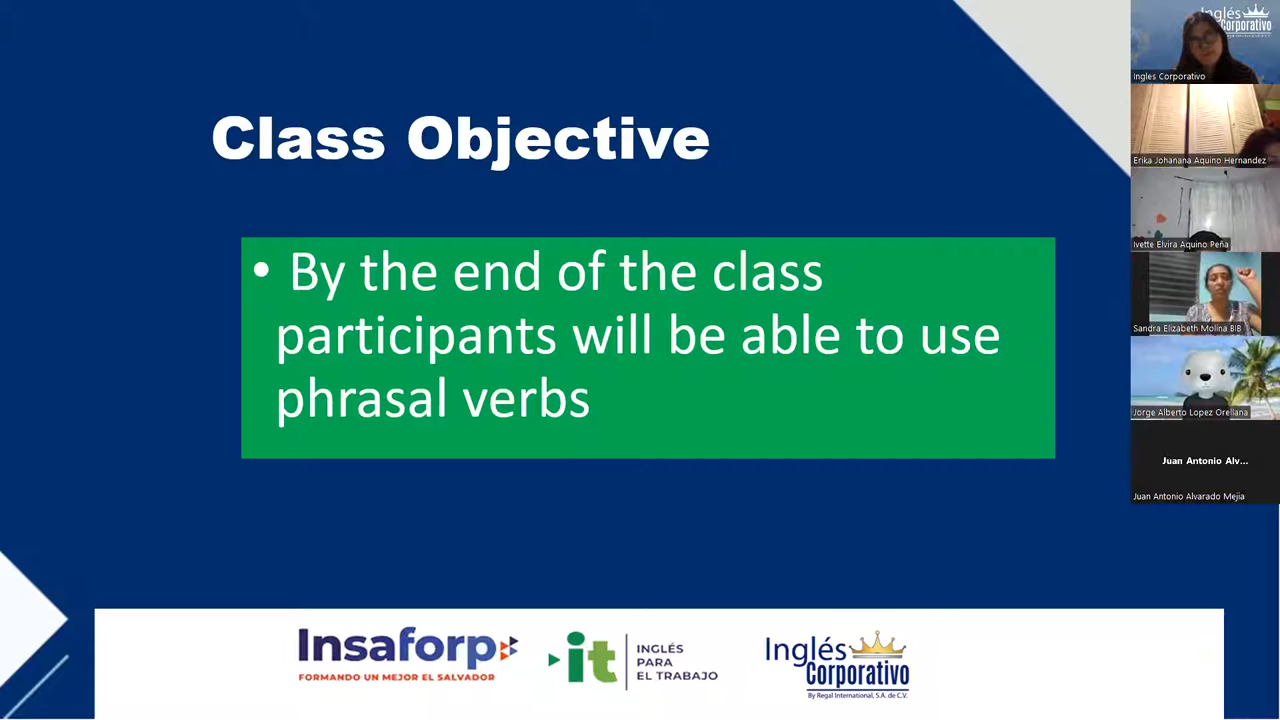 Class Objective
• By the end of the class
participants will be able to use
phrasal verbs
Insaforp
FORMANDO UN MEJOR EL SALVADOR
it
INGLÉS
PARA
EL TRABAJO
Inglés
Corporativo
By Regal International, S.A. de C.V.
Inglés
Corporativo
Ingles Corporativo
Erika Johanana Aquino Hernandez
Ivette Elvira Aquino Peña
Sandra Elizabeth Molina BIB
Jorge Alberto Lopez Orellana
Juan Antonio Alv...
Juan Antonio Alvarado Mejia